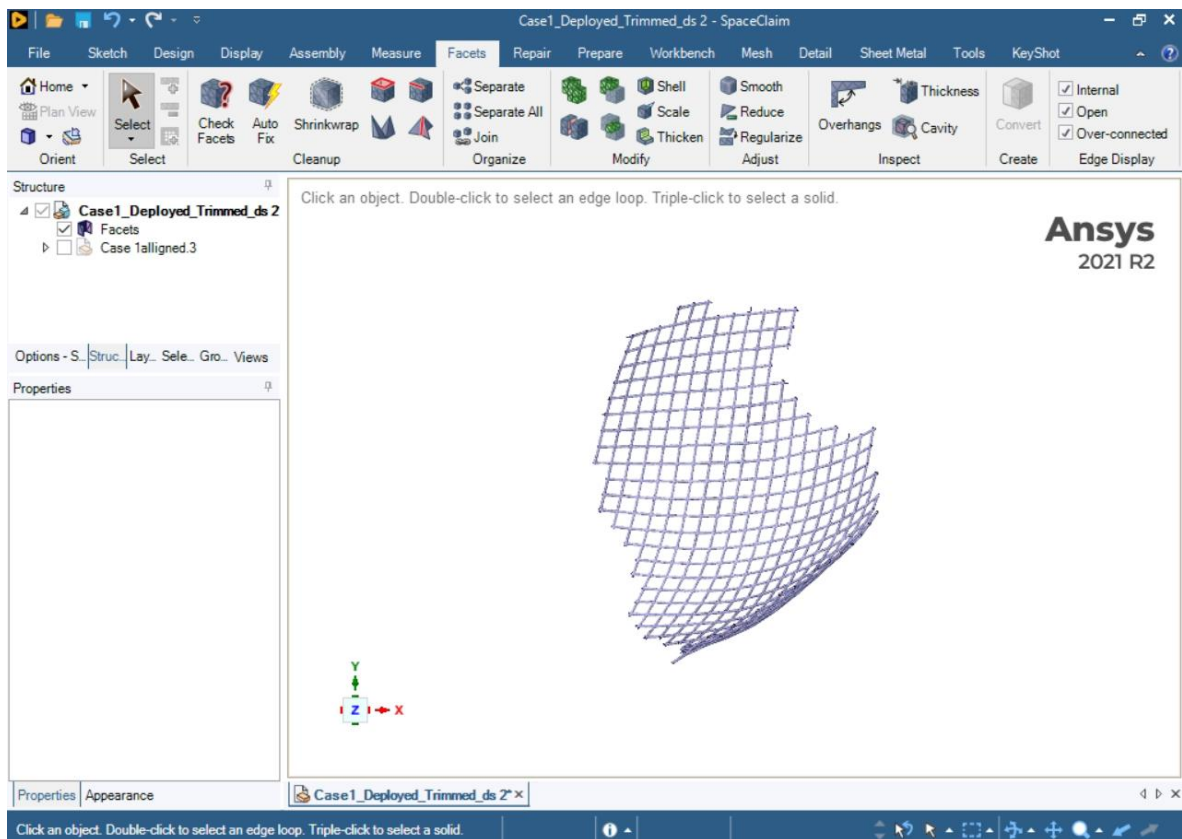 Case1_Deployed_Trimmed_ds 2 - SpaceClaim
File Sketch Design Display Assembly Measure Facets Repair Prepare Workbench Mesh Detail Sheet Metal Tools KeyShot
Home
Plan View
Orient
Select
Select
Check Facets
Auto Fix
Shrinkwrap
Cleanup
Separate
Separate All
Join
Organize
Shell
Scale
Thicken
Modify
Smooth
Reduce
Regularize
Adjust
Overhangs
Thickness
Cavity
Inspect
Convert
Create
Internal
Open
Over-connected
Edge Display
Structure
Case1_Deployed_Trimmed_ds 2
Facets
Case 1alligned.3
Options - S... Struc... Lay... Sele... Gro... Views
Properties
Click an object. Double-click to select an edge loop. Triple-click to select a solid.
Ansys
2021 R2
Y
Z X
Properties Appearance
Case1_Deployed_Trimmed_ds 2*
Click an object. Double-click to select an edge loop. Triple-click to select a solid.